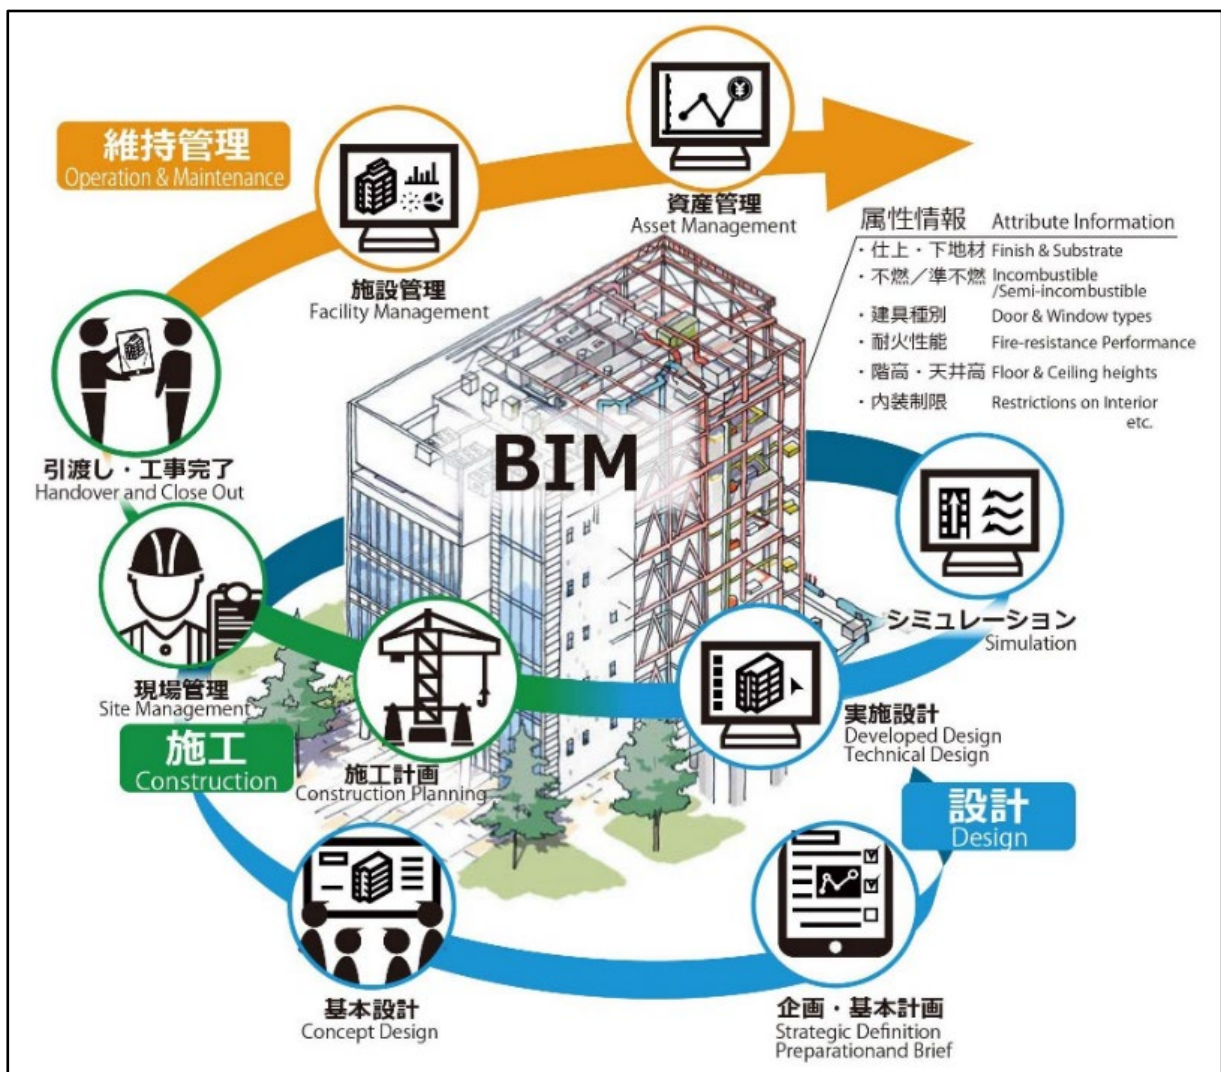 維持管理
Operation & Maintenance
資産管理
Asset Management
施設管理
Facility Management
属性情報 Attribute Information
・仕上・下地材 Finish & Substrate
・不燃／準不燃 Incombustible
/Semi-incombustible
・建具種別 Door & Window types
・耐火性能 Fire-resistance Performance
・階高・天井高 Floor & Ceiling heights
・内装制限 Restrictions on Interior
etc.
BIM
引渡し・工事完了
Handover and Close Out
シミュレーション
Simulation
現場管理
Site Management
施工
Construction
施工計画
Construction Planning
実施設計
Developed Design
Technical Design
設計
Design
基本設計
Concept Design
企画・基本計画
Strategic Definition
Preparationand Brief
¥